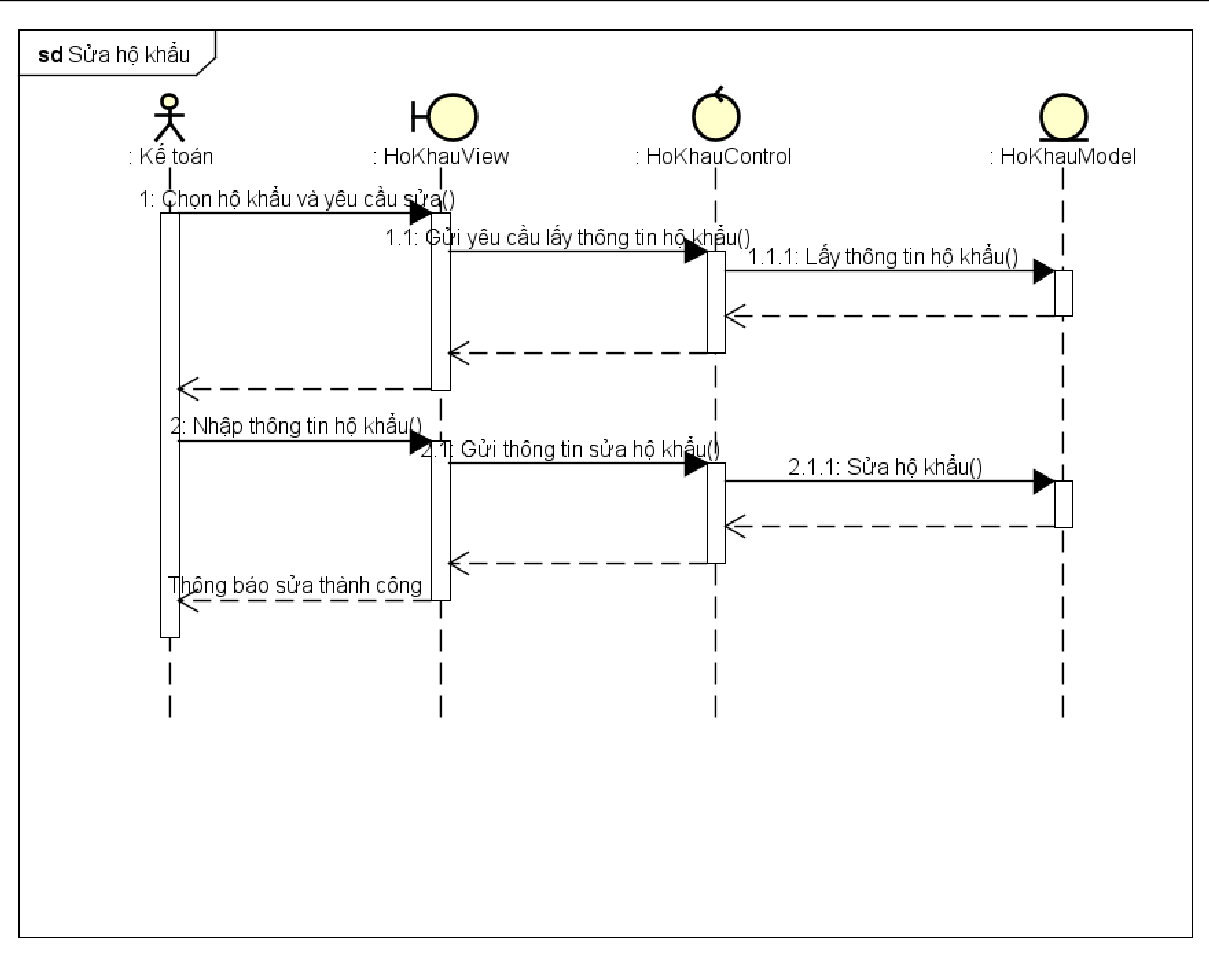 sd Sửa hộ khẩu
: Kế toán
: HoKhauView
: HoKhauControl
: HoKhauModel
1: Chọn hộ khẩu và yêu cầu sửa()
1.1: Gửi yêu cầu lấy thông tin hộ khẩu()
1.1.1: Lấy thông tin hộ khẩu()
2: Nhập thông tin hộ khẩu()
2.1: Gửi thông tin sửa hộ khẩu()
2.1.1: Sửa hộ khẩu()
Thông báo sửa thành công